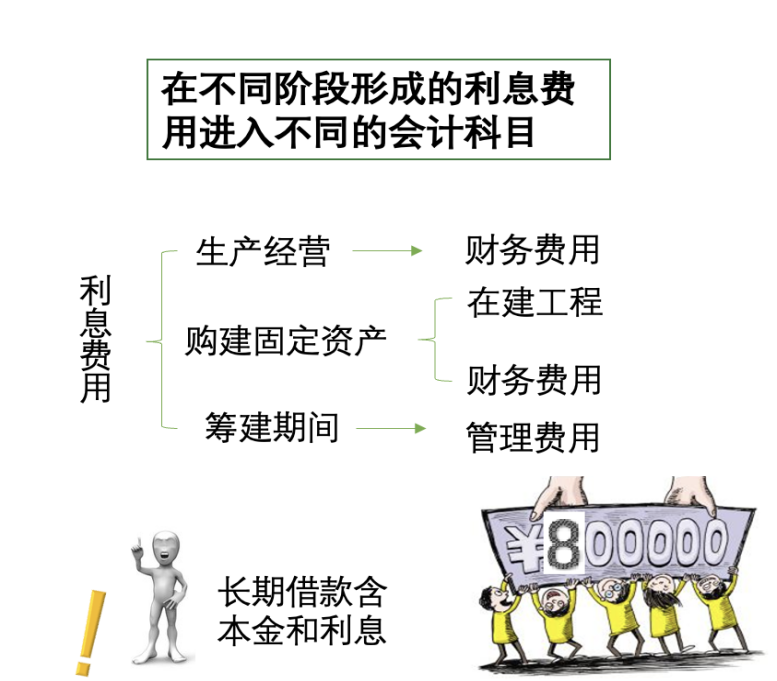 在不同阶段形成的利息费
用进入不同的会计科目
利息费用
生产经营
财务费用
购建固定资产
在建工程
财务费用
筹建期间
管理费用
长期借款含
本金和利息
¥800000